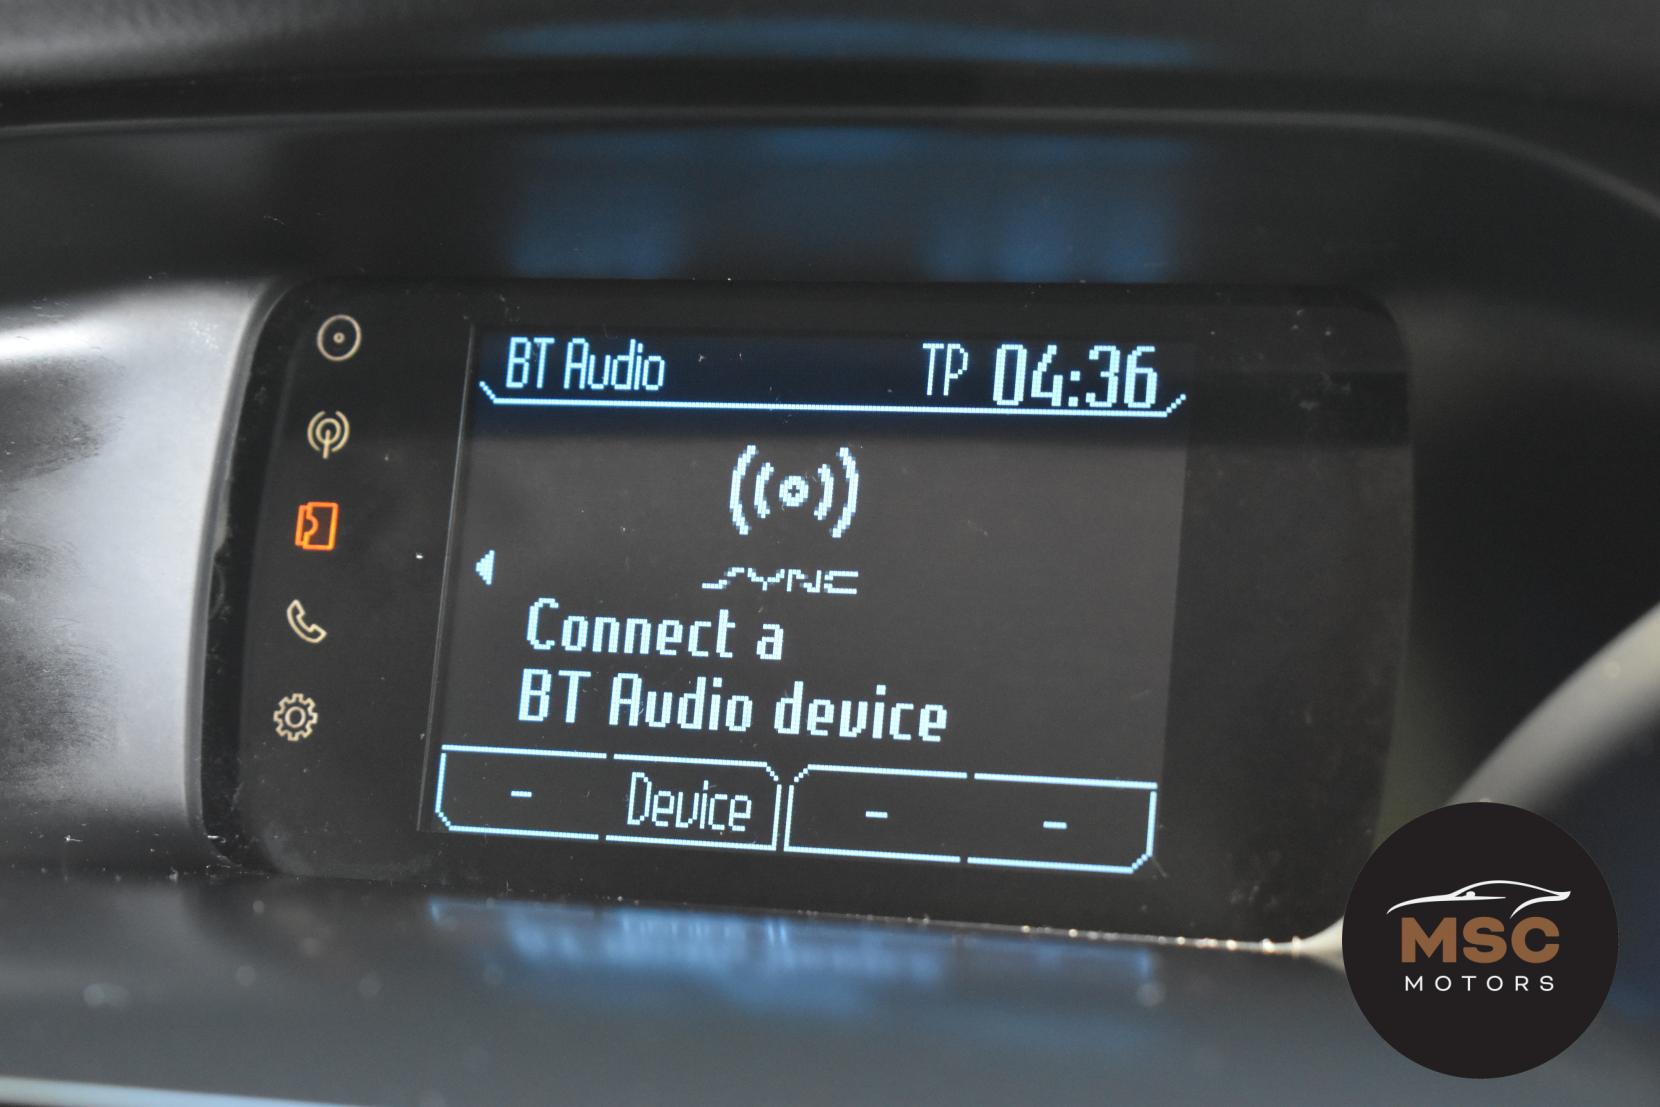 BT Audio TP 04:36
SYNC
Connect a
BT Audio device
- Device - -
MSC
MOTORS